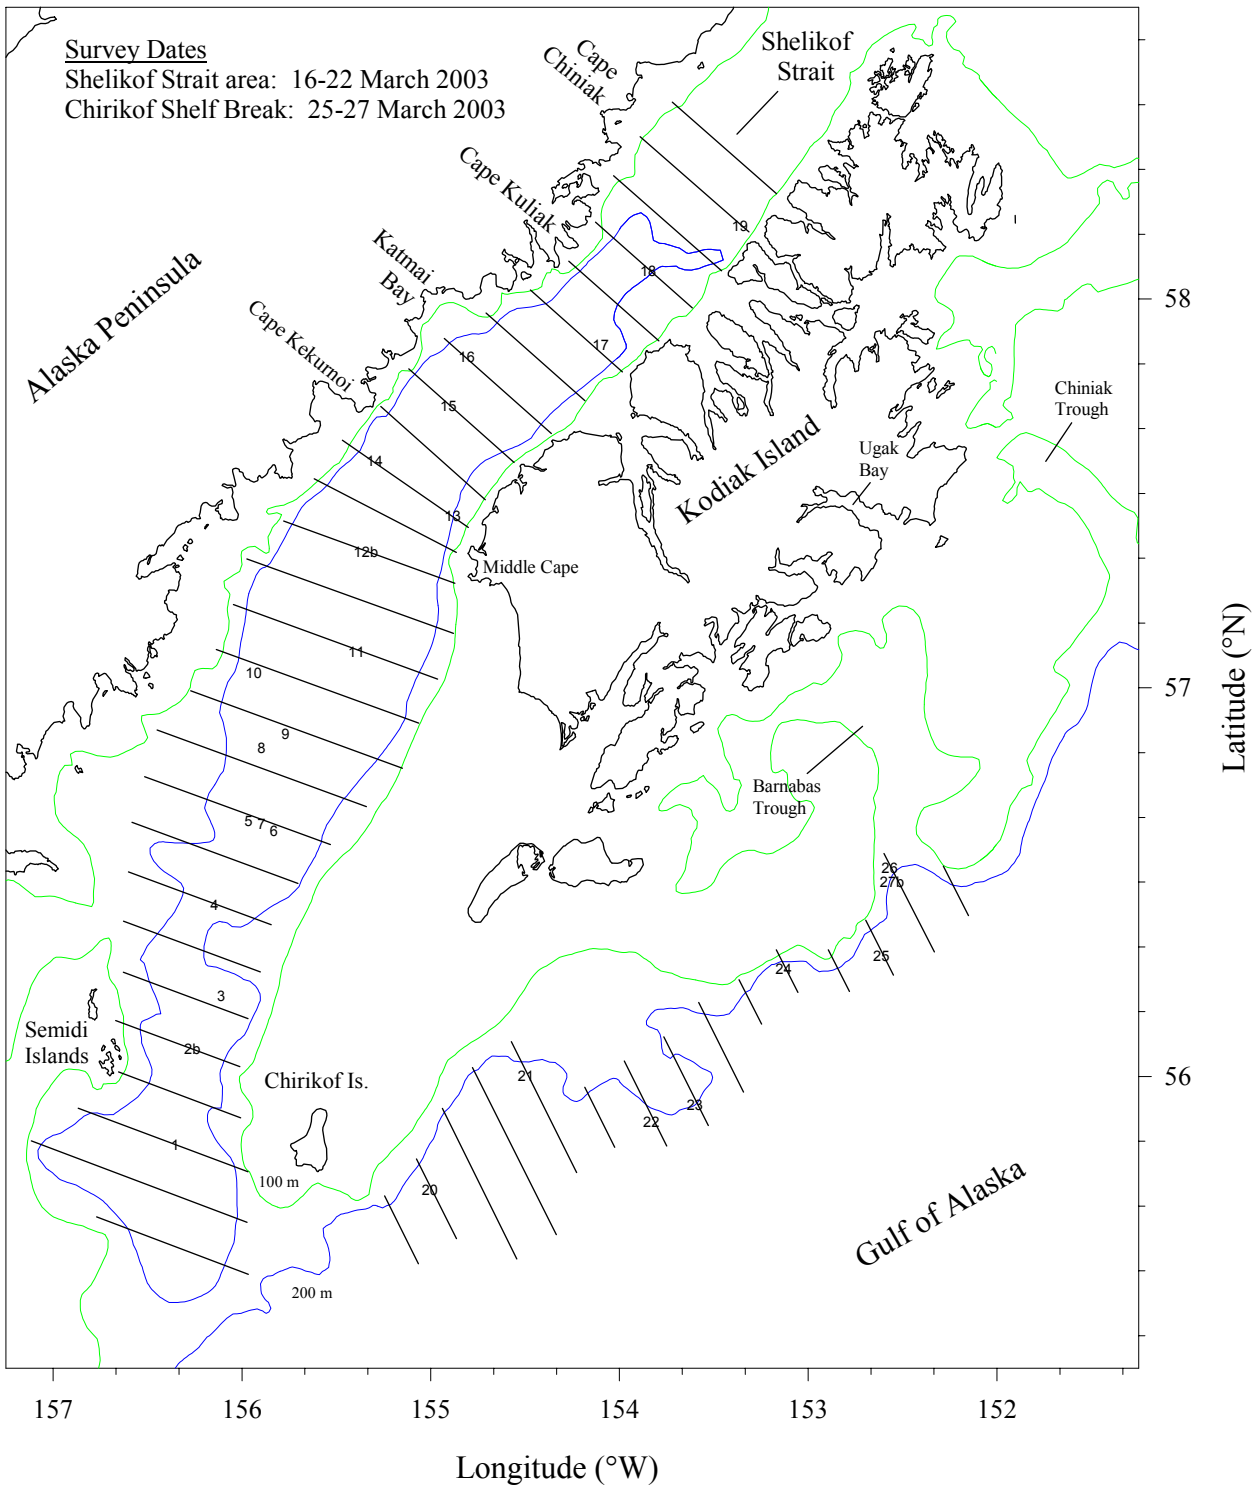 Survey Dates
Shelikof Strait area: 16-22 March 2003
Chirikof Shelf Break: 25-27 March 2003
Cape
Chiniak
Shelikof
Strait
Cape Kuliak
Katmai
Bay
Cape Kekurnoi
Alaska Peninsula
19
18
17
16
15
14
13
12b
11
10
9
8
5 7 6
4
3
2b
1
Middle Cape
Kodiak Island
Ugak
Bay
Chiniak
Trough
Barnabas
Trough
26
27b
25
24
23
22
21
20
Semidi
Islands
Chirikof Is.
100 m
200 m
Gulf of Alaska
58
57
56
Latitude (°N)
157
156
155
154
153
152
Longitude (°W)